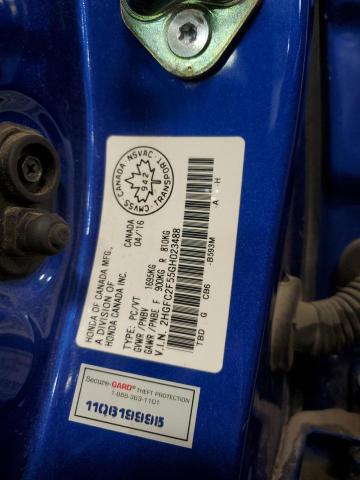 HONDA OF CANADA MFG.
A DIVISION OF
HONDA CANADA INC.
CANADA
04/16
CMVSS CANADA NSVAC
942
TRANSPORT
TYPE: PC/VT
GVWR /PNBV 1695KG
GAWR /PNBE F 900KG R 810KG
V.I.N. 2HGFC2F55GH023488
TBD G CB6 -B593M -A -H
Secure-GARD® THEFT PROTECTION
1-888-363-1101
11Q6199915